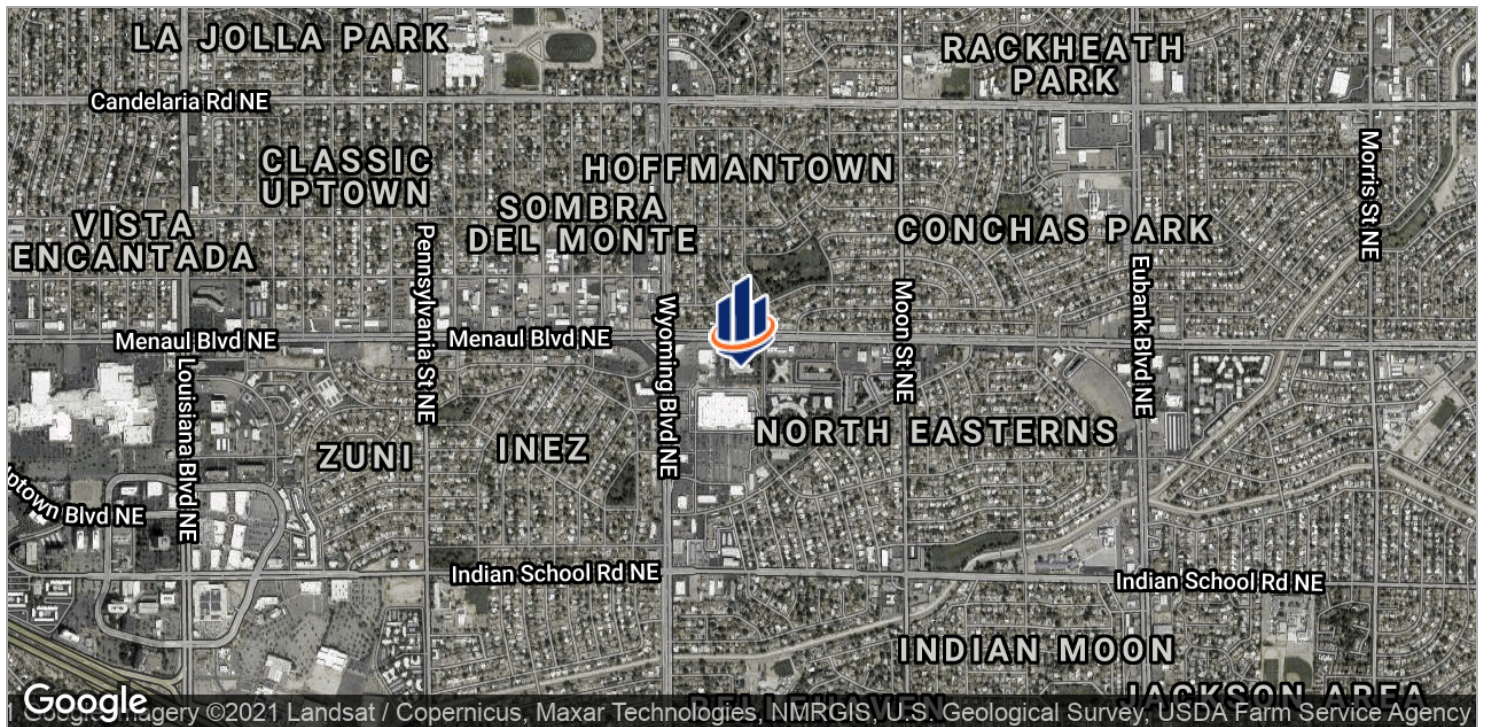 LA JOLLA PARK
RACKHEATH
PARK
Candelaria Rd NE
Morris St NE
CLASSIC
UPTOWN
HOFFMANTOWN
SOMBRA
DEL MONTE
VISTA
ENCANTADA
CONCHAS PARK
Pennsylvania St NE
Eubank Blvd NE
Moon St NE
Wyoming Blvd NE
Menaul Blvd NE
Menaul Blvd NE
Louisiana Blvd NE
NORTH EASTERNS
ZUNI
INEZ
ptown Blvd NE
Indian School Rd NE
Indian School Rd NE
INDIAN MOON
JACKSON AREA
Google
Imagery ©2021 Landsat / Copernicus, Maxar Technologies, NMRGIS, U.S. Geological Survey, USDA Farm Service Agency